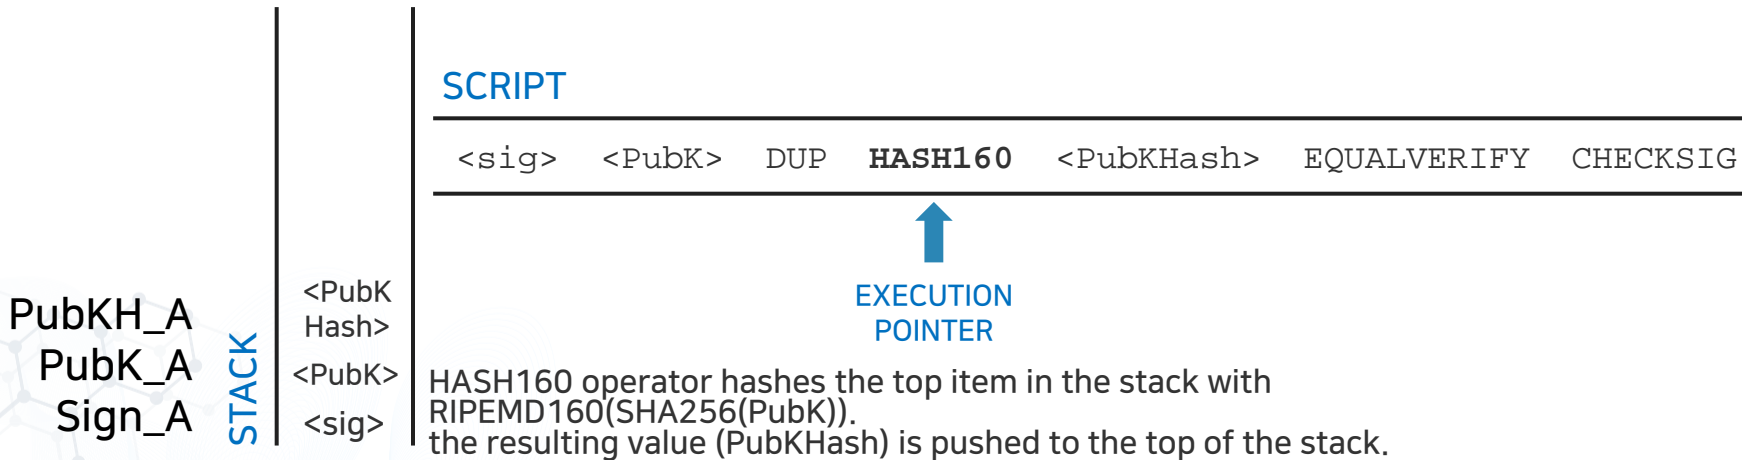 SCRIPT
<sig> <PubK> DUP HASH160 <PubKHash> EQUALVERIFY CHECKSIG
EXECUTION
POINTER
PubKH_A
PubK_A
Sign_A
STACK
<PubK
Hash>
<PubK>
<sig>
HASH160 operator hashes the top item in the stack with
RIPEMD160(SHA256(PubK)).
the resulting value (PubKHash) is pushed to the top of the stack.